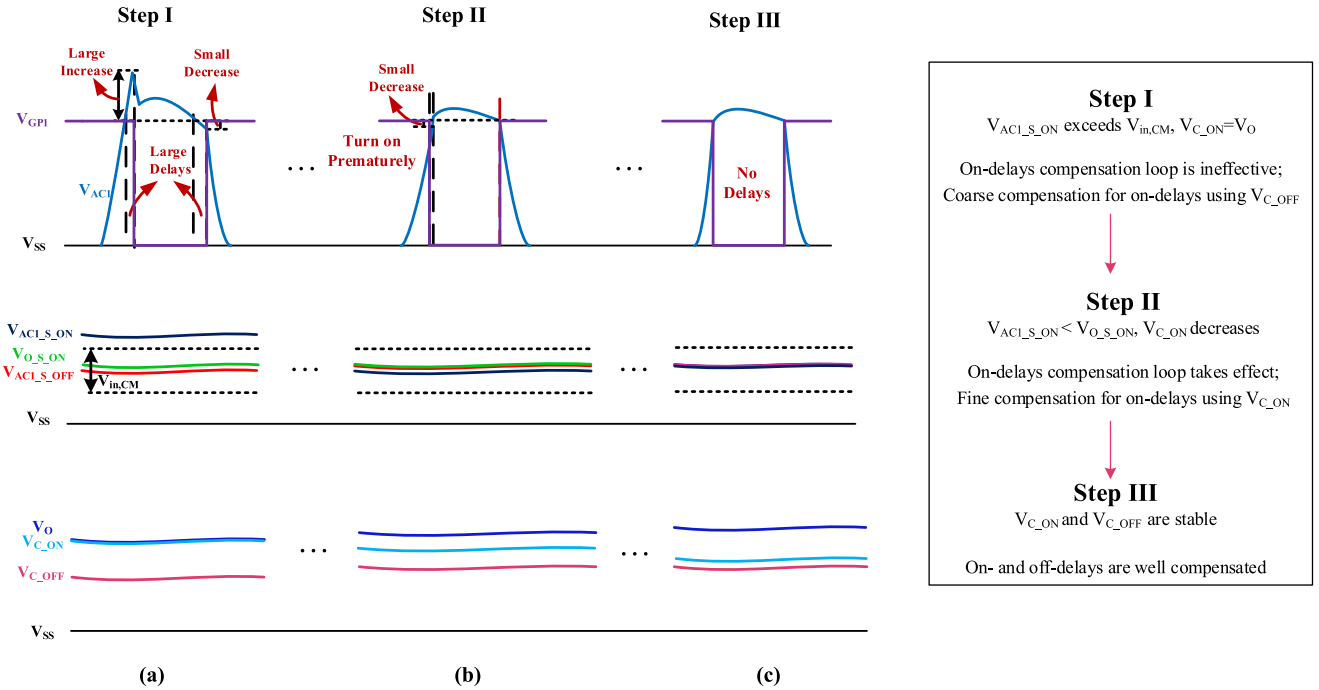 Step I
Large
Increase
Small
Decrease
V_GP1
Large
Delays
V_AC1
V_SS
V_AC1_S_ON
V_O_S_ON
V_AC1_S_OFF
V_in,CM
V_SS
V_O
V_C_ON
V_C_OFF
V_SS
(a)
. . .
. . .
. . .
Step II
Small
Decrease
Turn on
Prematurely
(b)
. . .
. . .
. . .
Step III
No
Delays
(c)
Step I
V_AC1_S_ON exceeds V_in,CM, V_C_ON=V_O
On-delays compensation loop is ineffective;
Coarse compensation for on-delays using V_C_OFF
Step II
V_AC1_S_ON < V_O_S_ON, V_C_ON decreases
On-delays compensation loop takes effect;
Fine compensation for on-delays using V_C_ON
Step III
V_C_ON and V_C_OFF are stable
On- and off-delays are well compensated